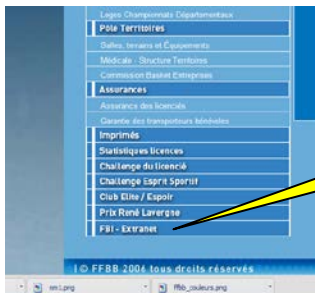 Loges Championnats Départementaux
Pôle Territoires
Salles, terrains et Équipements
Médicale - Structure Territoires
Commission Basket Entreprises
Assurances
Assurance des licenciés
Garantie des transporteurs bénévoles
Imprimés
Statistiques licences
Challenge du licencié
Challenge Esprit Sportif
Club Elite / Espoir
Prix René Lavergne
FBI - Extranet
© FFBB 2006 tous droits réservés
ffbb_couleurs.png